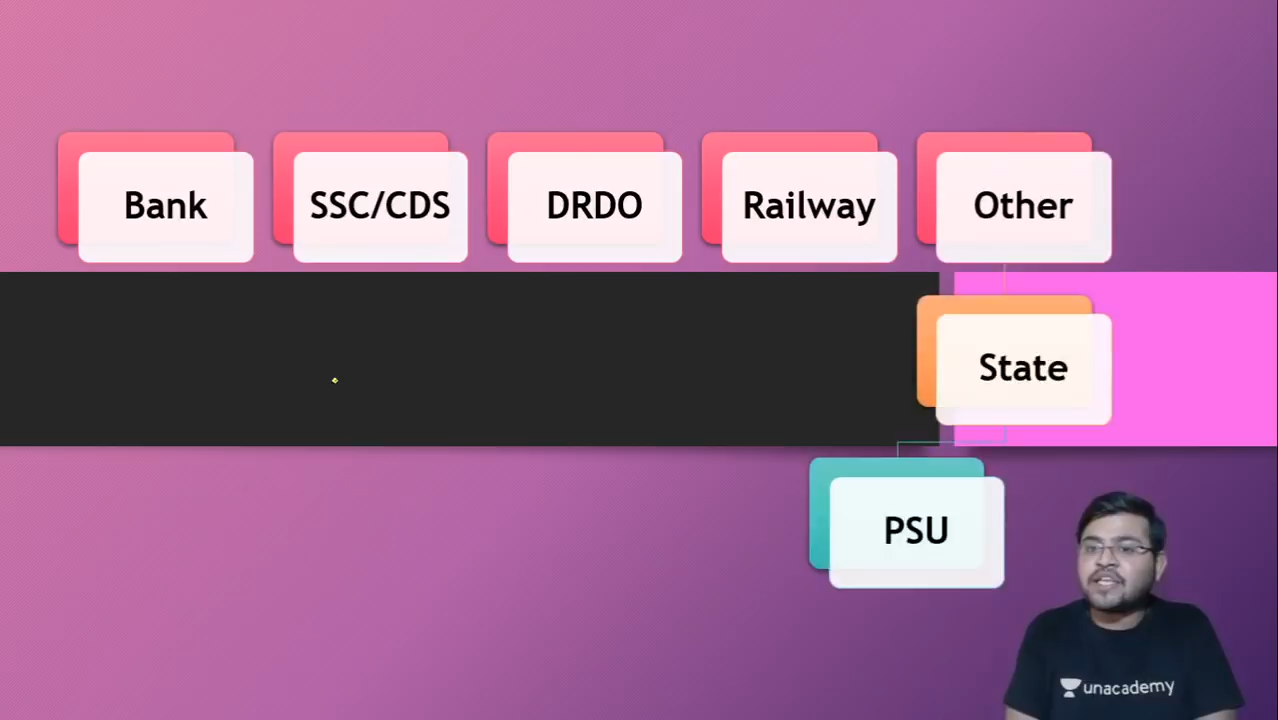 Bank
SSC/CDS
DRDO
Railway
Other
State
PSU
unacademy